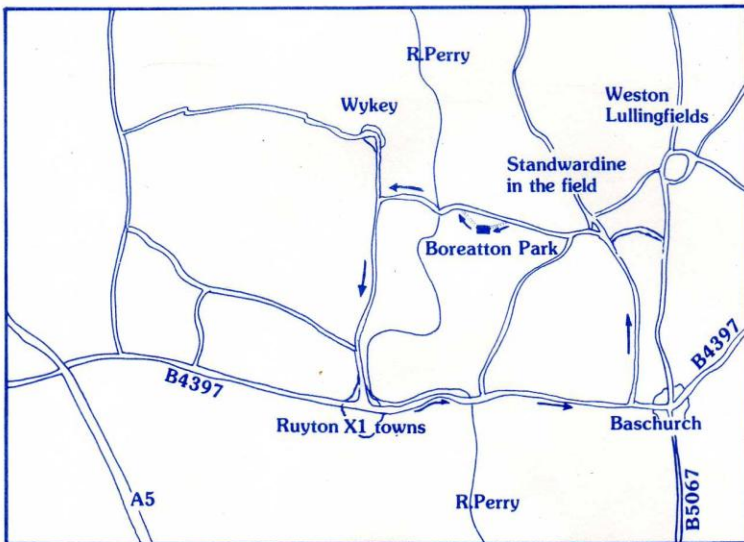 R.Perry
Wykey
Weston
Lullingfields
Standwardine
in the field
Boreatton Park
B4397
B4397
Ruyton X1 towns
Baschurch
A5
R.Perry
B5067